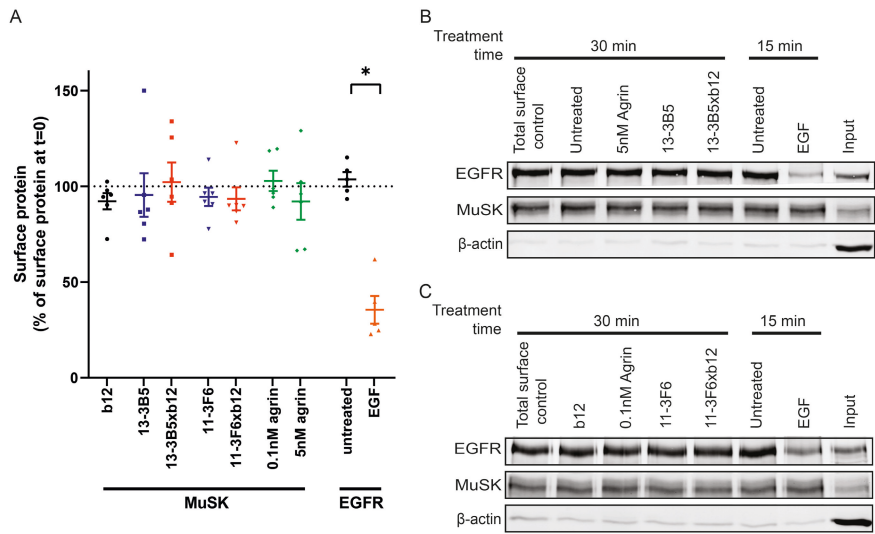 A
Surface protein
(% of surface protein at t=0)
150
100
50
0
*
b12
13-3B5
13-3B5xb12
11-3F6
11-3F6xb12
0.1nM agrin
5nM agrin
untreated
EGF
MuSK
EGFR
B
Treatment
time
30 min
15 min
Total surface
control
Untreated
5nM Agrin
13-3B5
13-3B5xb12
Untreated
EGF
Input
EGFR
MuSK
β-actin
C
Treatment
time
30 min
15 min
Total surface
control
b12
0.1nM Agrin
11-3F6
11-3F6xb12
Untreated
EGF
Input
EGFR
MuSK
β-actin